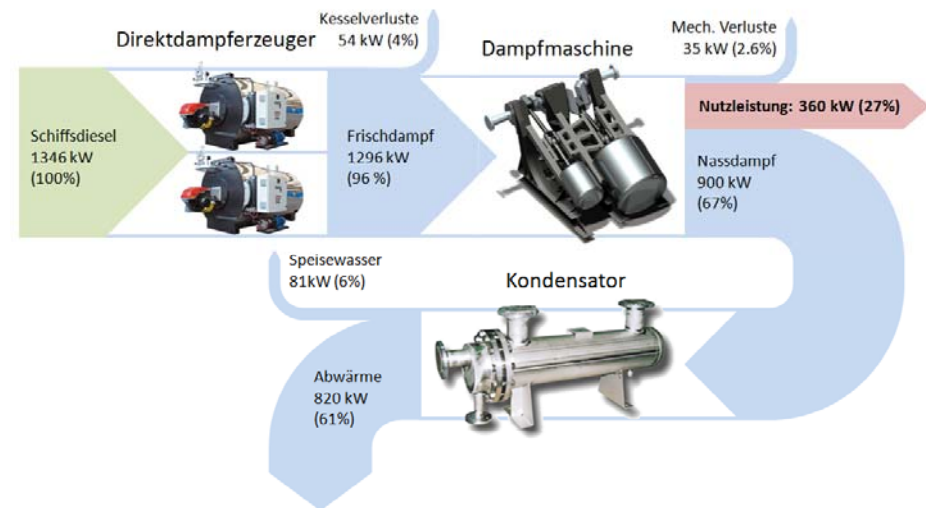 Kesselverluste
54 kW (4%)
Direktdampferzeuger
Dampfmaschine
Mech. Verluste
35 kW (2.6%)
Nutzleistung: 360 kW (27%)
Schiffsdiesel
1346 kW
(100%)
Frischdampf
1296 kW
(96 %)
Nassdampf
900 kW
(67%)
Speisewasser
81kW (6%)
Kondensator
Abwärme
820 kW
(61%)